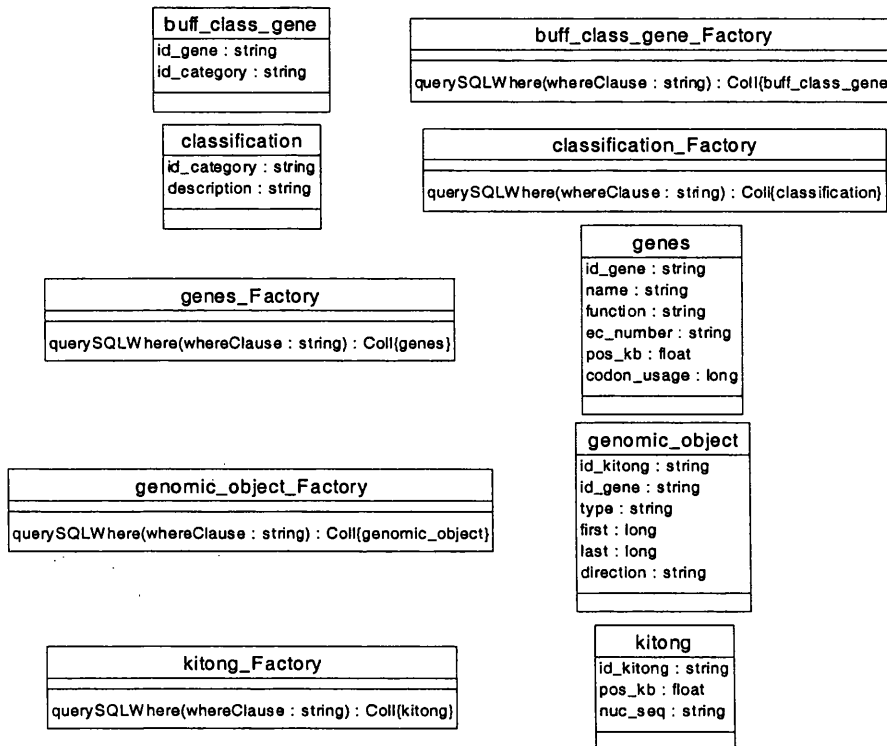 buff_class_gene
id_gene : string
id_category : string
buff_class_gene_Factory
querySQLWhere(whereClause : string) : Coll{buff_class_gene
classification
id_category : string
description : string
classification_Factory
querySQLWhere(whereClause : string) : Coll{classification}
genes
id_gene : string
name : string
function : string
ec_number : string
pos_kb : float
codon_usage : long
genes_Factory
querySQLWhere(whereClause : string) : Coll{genes}
genomic_object
id_kitong : string
id_gene : string
type : string
first : long
last : long
direction : string
genomic_object_Factory
querySQLWhere(whereClause : string) : Coll{genomic_object}
kitong
id_kitong : string
pos_kb : float
nuc_seq : string
kitong_Factory
querySQLWhere(whereClause : string) : Coll{kitong}